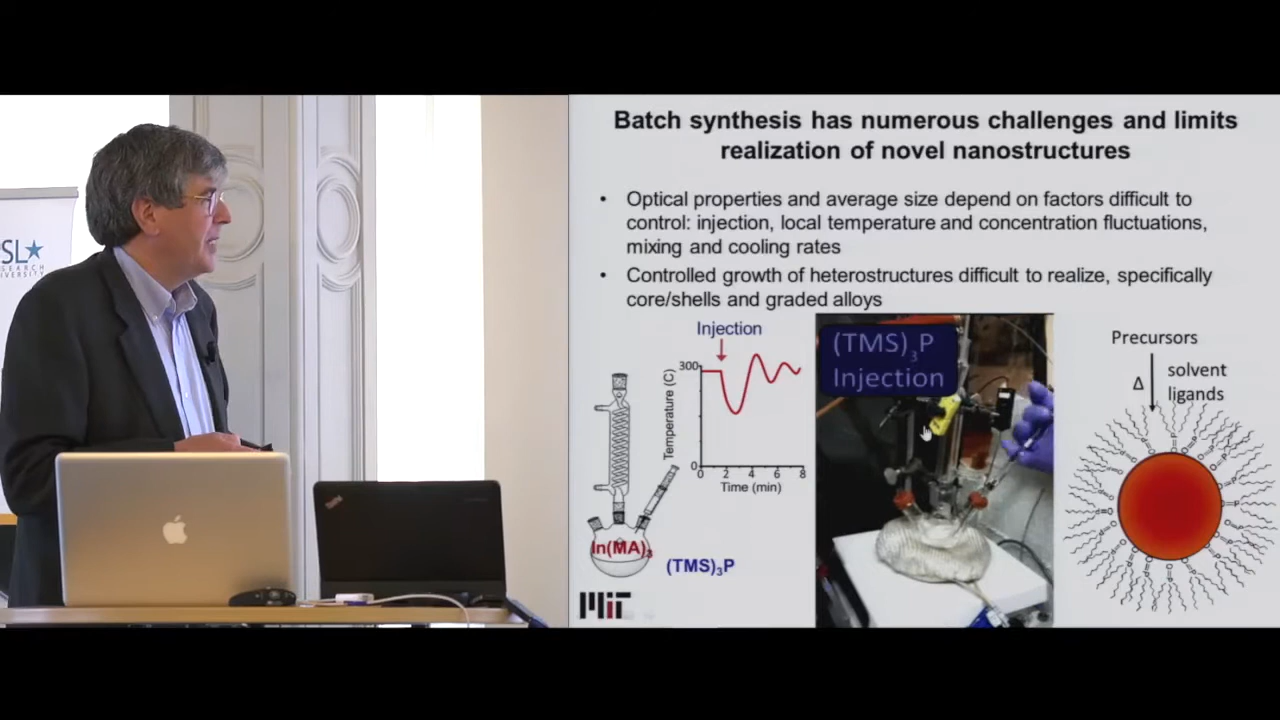 SL★
SEARCH
IVERSITY
Batch synthesis has numerous challenges and limits
realization of novel nanostructures
• Optical properties and average size depend on factors difficult to
control: injection, local temperature and concentration fluctuations,
mixing and cooling rates
• Controlled growth of heterostructures difficult to realize, specifically
core/shells and graded alloys
Injection
300
0
Temperature (C)
0 2 4 6 8
Time (min)
In(MA)₃
(TMS)₃P
(TMS)₃P
Injection
Precursors
Δ
solvent
ligands
MIT